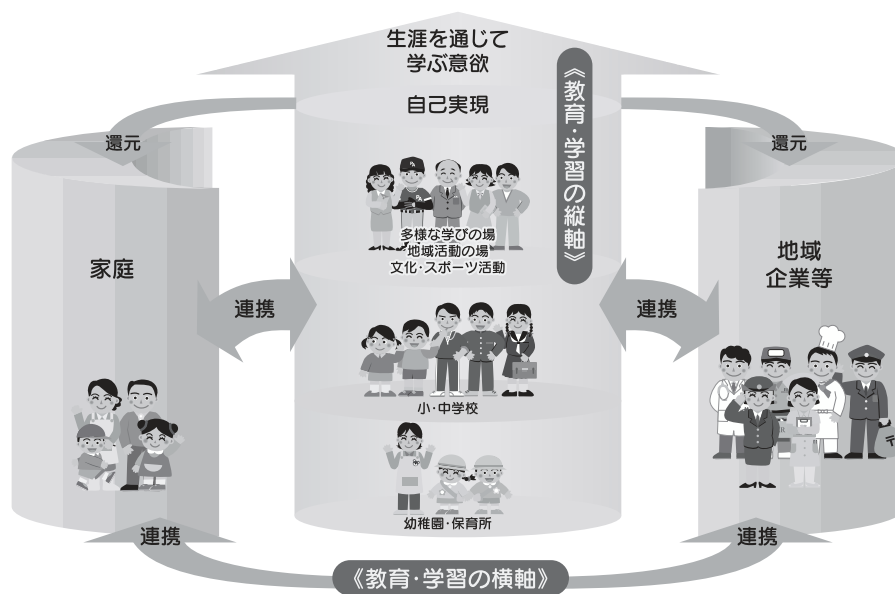 生涯を通じて
学ぶ意欲
自己実現
《教育・学習の縦軸》
還元
還元
多様な学びの場
地域活動の場
文化・スポーツ活動
家庭
地域
企業等
連携
連携
小・中学校
幼稚園・保育所
連携
連携
《教育・学習の横軸》